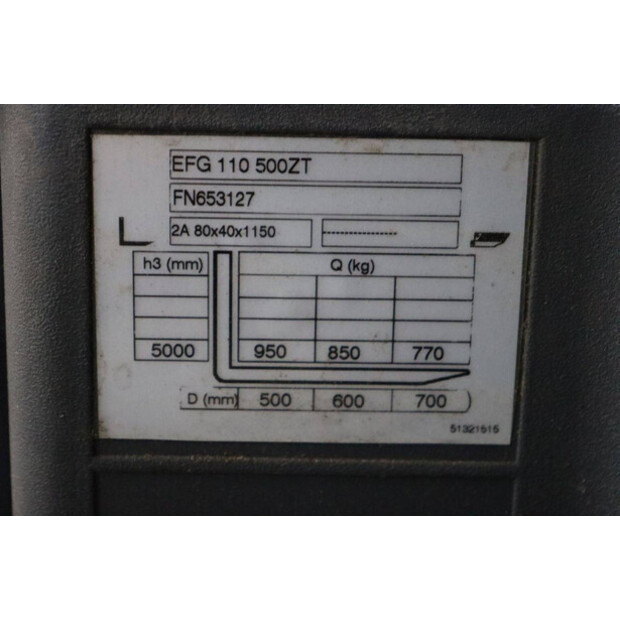 EFG 110 500ZT
FN653127
2A 80x40x1150 ---------------
h3 (mm) Q (kg)
5000 950 850 770
D (mm) 500 600 700
51321515